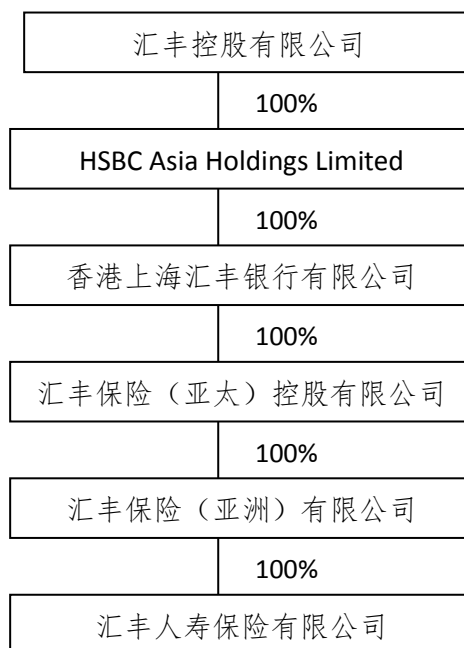 汇丰控股有限公司
100%
HSBC Asia Holdings Limited
100%
香港上海汇丰银行有限公司
100%
汇丰保险（亚太）控股有限公司
100%
汇丰保险（亚洲）有限公司
100%
汇丰人寿保险有限公司